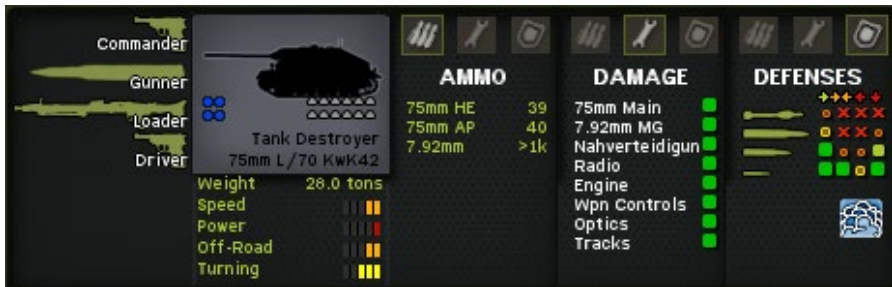 Commander
Gunner
Loader
Driver
Tank Destroyer
75mm L/70 KwK42
Weight 28.0 tons
Speed
Power
Off-Road
Turning
AMMO
75mm HE 39
75mm AP 40
7.92mm >1k
DAMAGE
75mm Main
7.92mm MG
Nahverteidigun
Radio
Engine
Wpn Controls
Optics
Tracks
DEFENSES